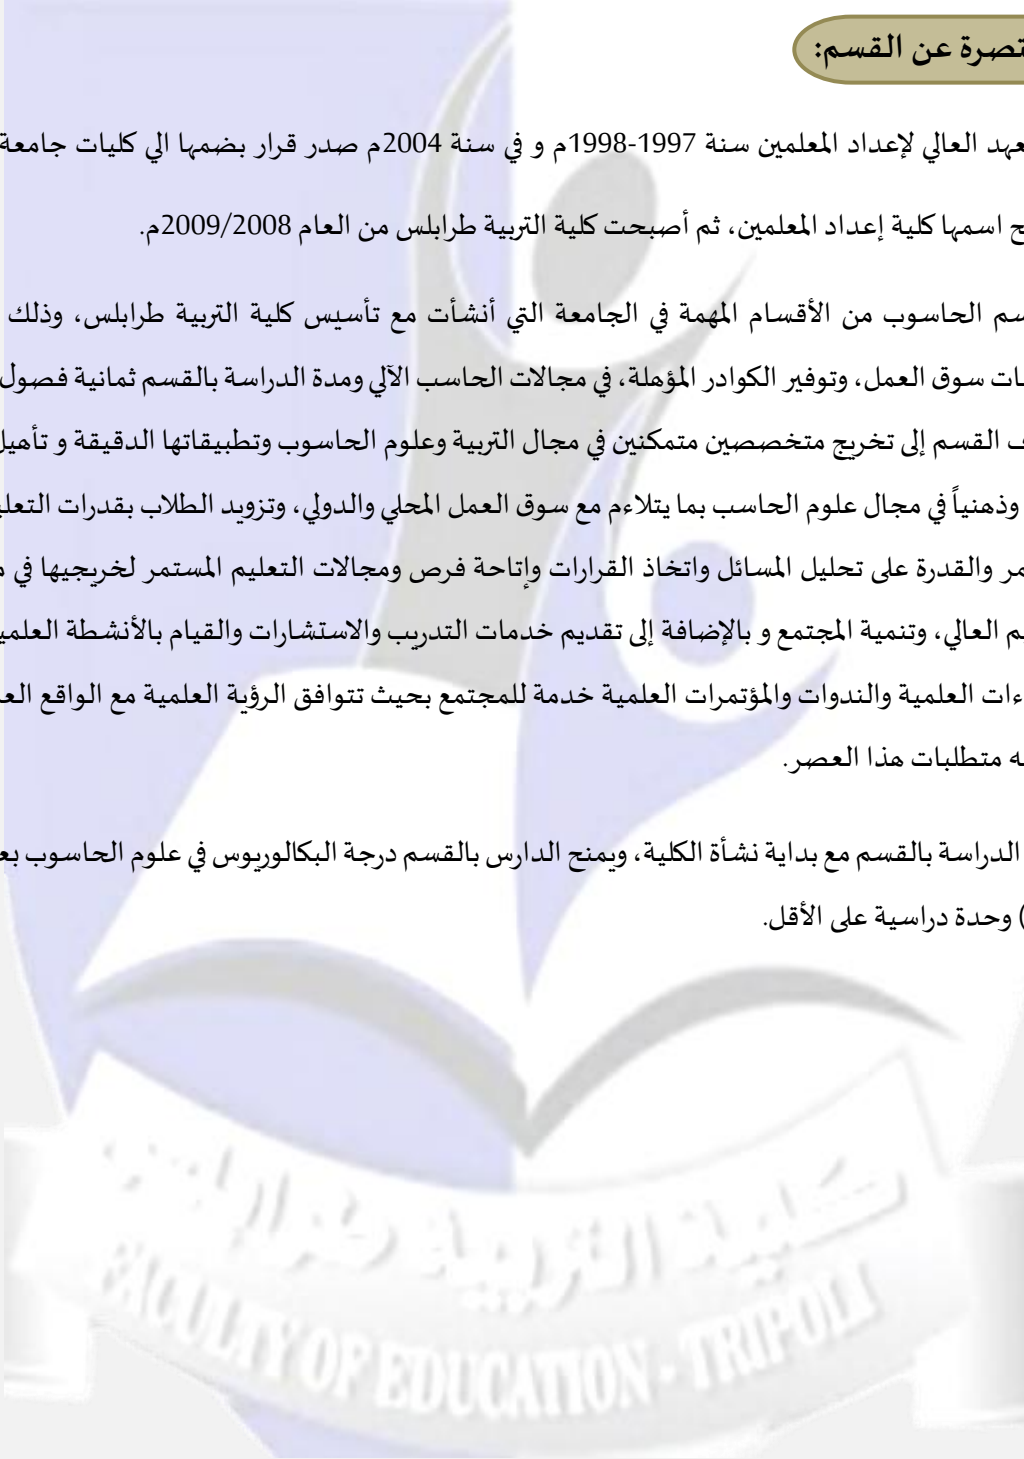 تصرة عن القسم:
عهد العالي لإعداد المعلمين سنة 1997-1998م و في سنة 2004م صدر قرار بضمها الي كليات جامعة
ح اسمها كلية إعداد المعلمين، ثم أصبحت كلية التربية طرابلس من العام 2009/2008م.
سم الحاسوب من الأقسام المهمة في الجامعة التي أنشأت مع تأسيس كلية التربية طرابلس، وذلك
ات سوق العمل، وتوفير الكوادر المؤهلة، في مجالات الحاسب الآلي ومدة الدراسة بالقسم ثمانية فصول
ف القسم إلى تخريج متخصصين متمكنين في مجال التربية وعلوم الحاسوب وتطبيقاتها الدقيقة و تأهيل
وذهنياً في مجال علوم الحاسب بما يتلاءم مع سوق العمل المحلي والدولي، وتزويد الطلاب بقدرات التعلي
مر والقدرة على تحليل المسائل واتخاذ القرارات وإتاحة فرص ومجالات التعليم المستمر لخريجيها في م
م العالي، وتنمية المجتمع و بالإضافة إلى تقديم خدمات التدريب والاستشارات والقيام بالأنشطة العلمي
ءات العلمية والندوات والمؤتمرات العلمية خدمة للمجتمع بحيث تتوافق الرؤية العلمية مع الواقع الع
ه متطلبات هذا العصر.
الدراسة بالقسم مع بداية نشأة الكلية، ويمنح الدارس بالقسم درجة البكالوريوس في علوم الحاسوب بع
) وحدة دراسية على الأقل.
كلية التربية طرابلس
FACULTY OF EDUCATION - TRIPOLI